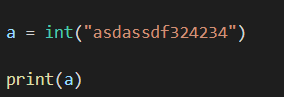 a = int("asdassdf324234")
print(a)